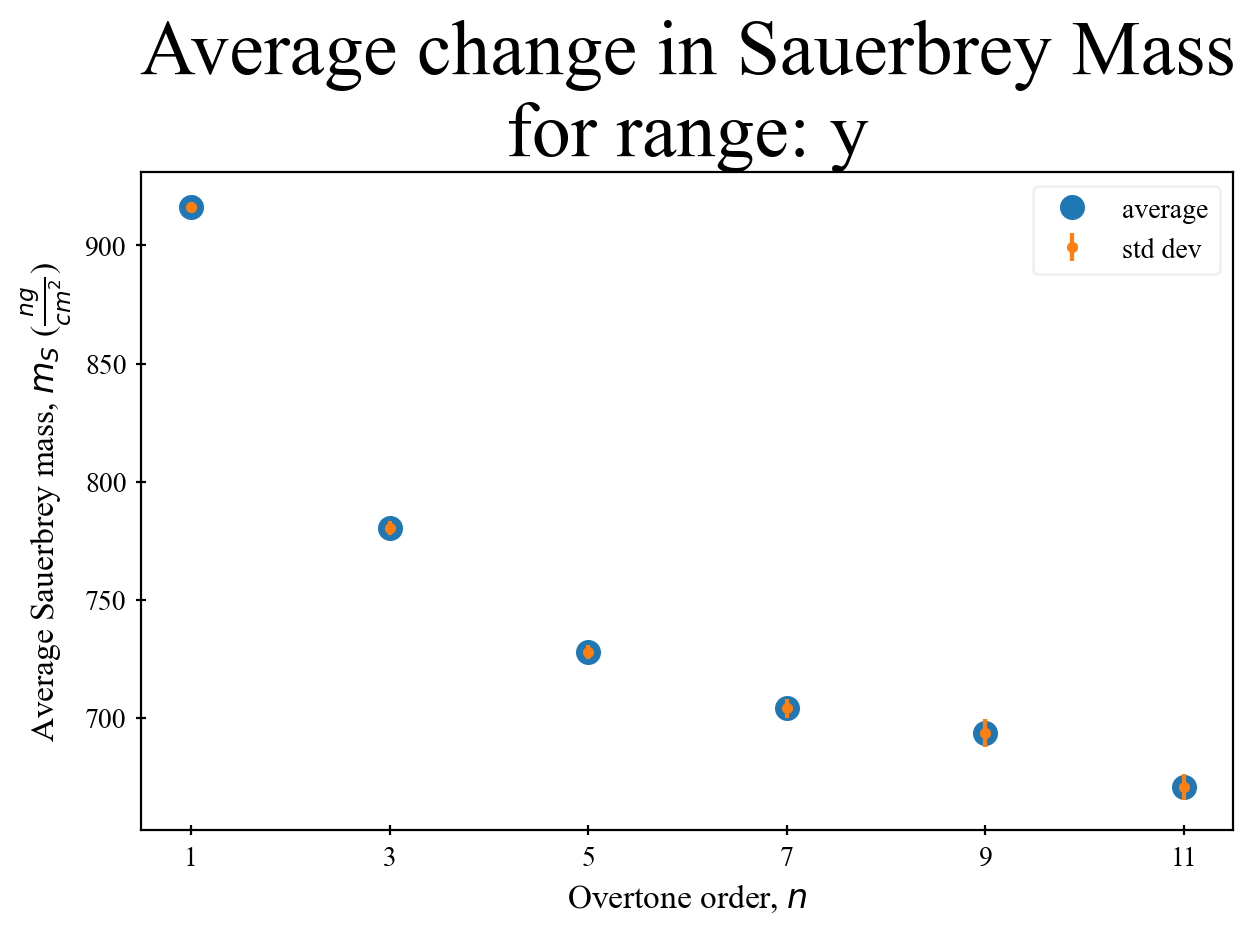 Average change in Sauerbrey Mass
for range: y
average
std dev
900
850
800
750
700
Average Sauerbrey mass, m_S (ng/cm²)
1 3 5 7 9 11
Overtone order, n